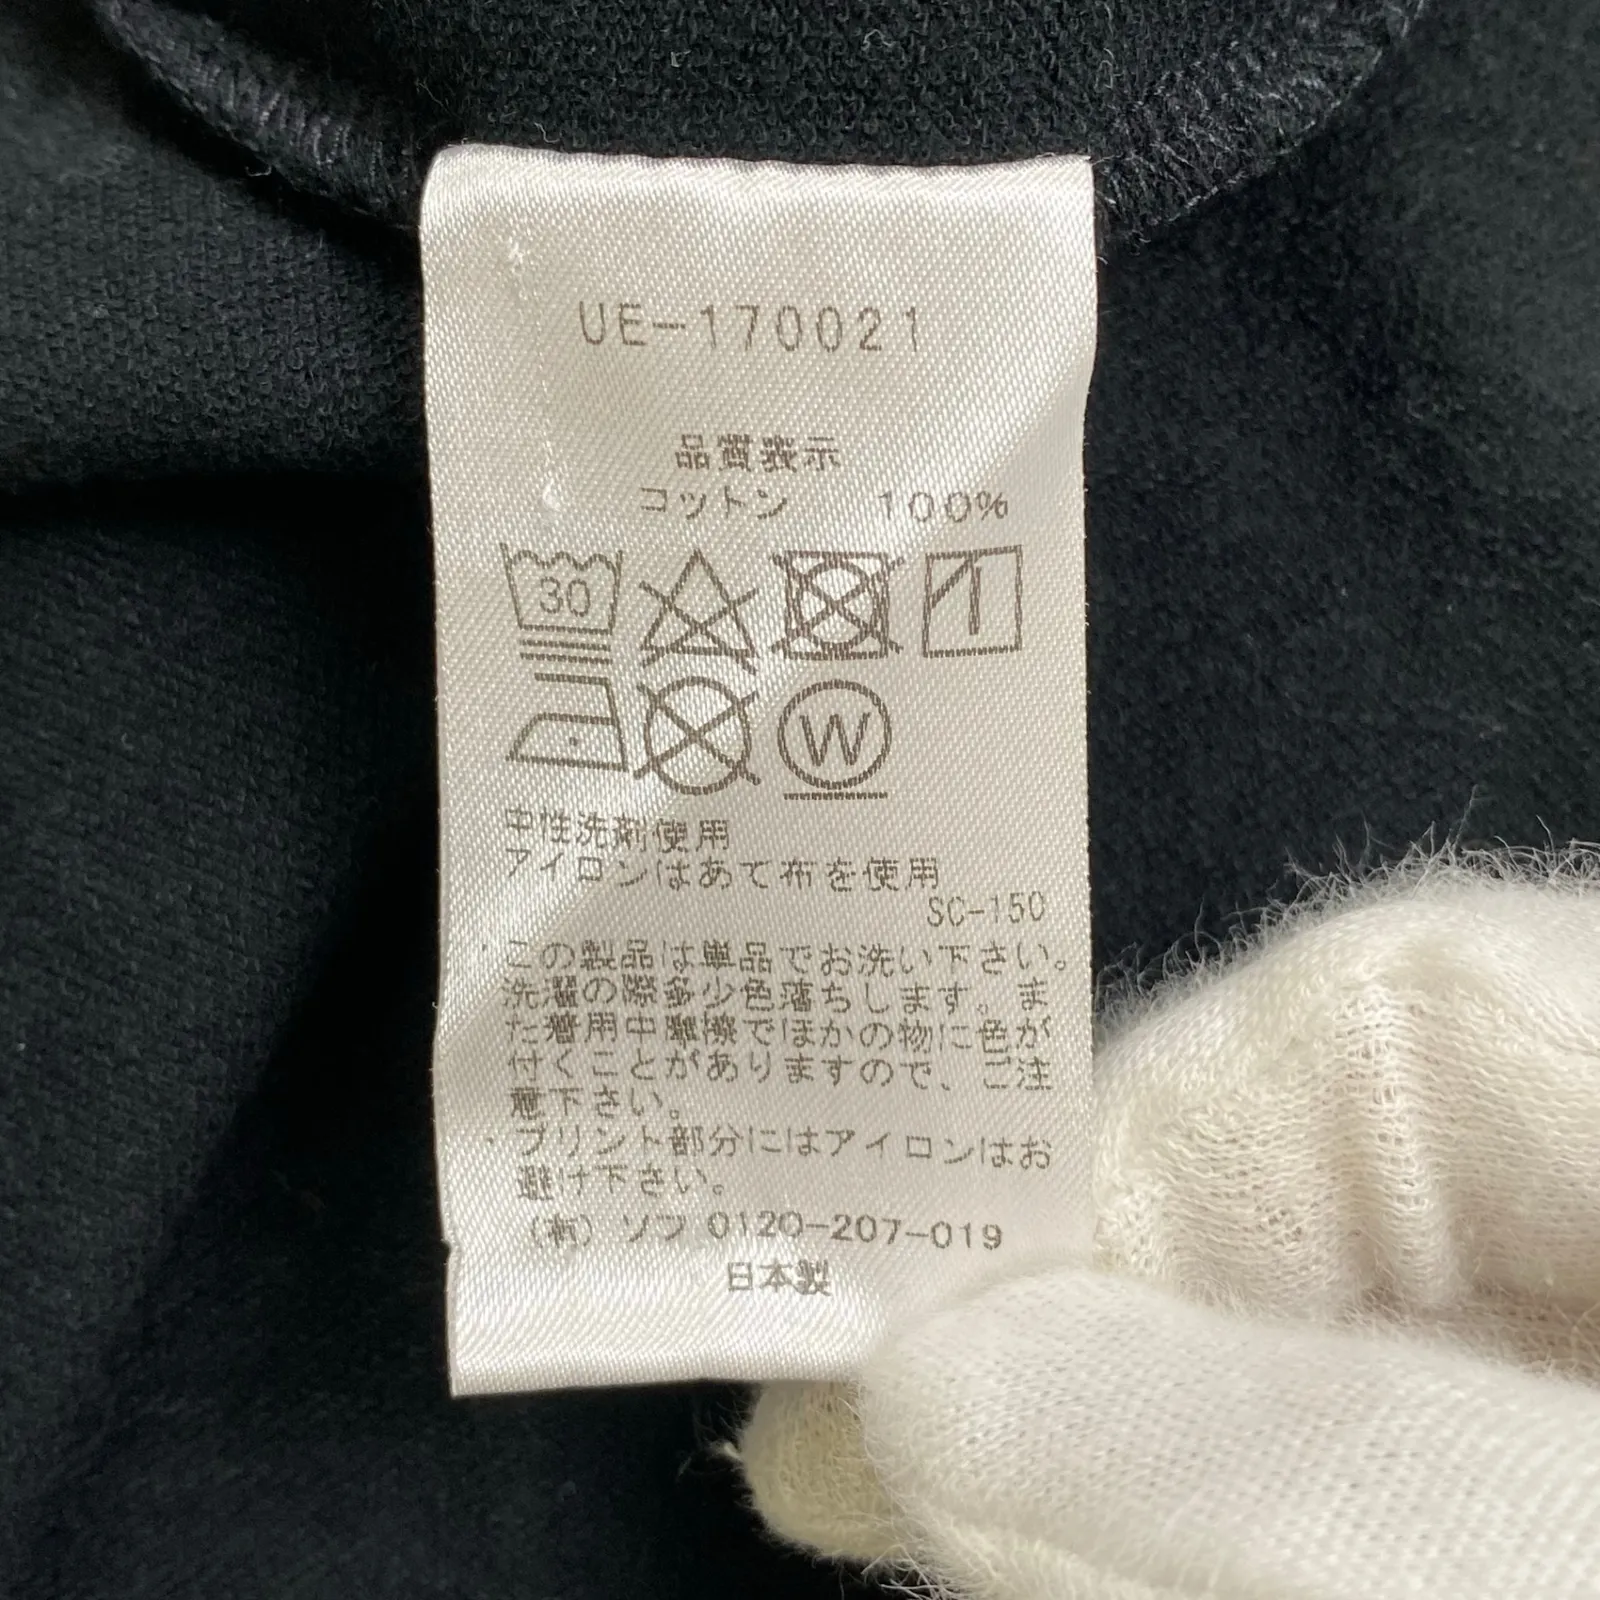 UE-170021
品質表示
コットン 100%
30
W
中性洗剤使用
アイロンはあて布を使用
SC-150
・この製品は単品でお洗い下さい。
洗濯の際多少色落ちします。ま
た着用中摩擦でほかの物に色が
付くことがありますので、ご注
意下さい。
・プリント部分にはアイロンはお
避け下さい。
(有) ソフ 0120-207-019
日本製